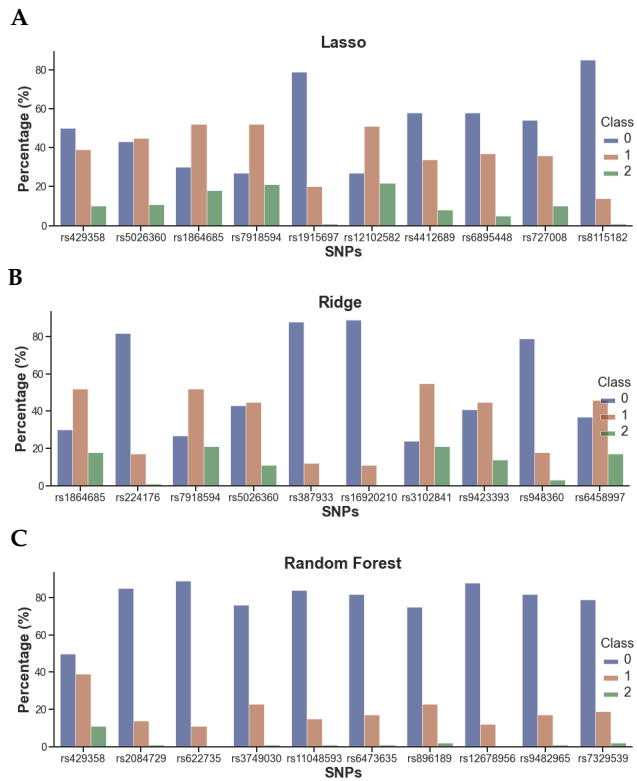 A
Lasso
Percentage (%)
80
60
40
20
0
Class
0
1
2
rs429358 rs5026360 rs1864685 rs7918594 rs1915697 rs12102582 rs4412689 rs6895448 rs727008 rs8115182
SNPs
B
Ridge
Percentage (%)
80
60
40
20
0
Class
0
1
2
rs1864685 rs224176 rs7918594 rs5026360 rs387933 rs16920210 rs3102841 rs9423393 rs948360 rs6458997
SNPs
C
Random Forest
Percentage (%)
80
60
40
20
0
Class
0
1
2
rs429358 rs2084729 rs622735 rs3749030 rs11048593 rs6473635 rs896189 rs12678956 rs9482965 rs7329539
SNPs